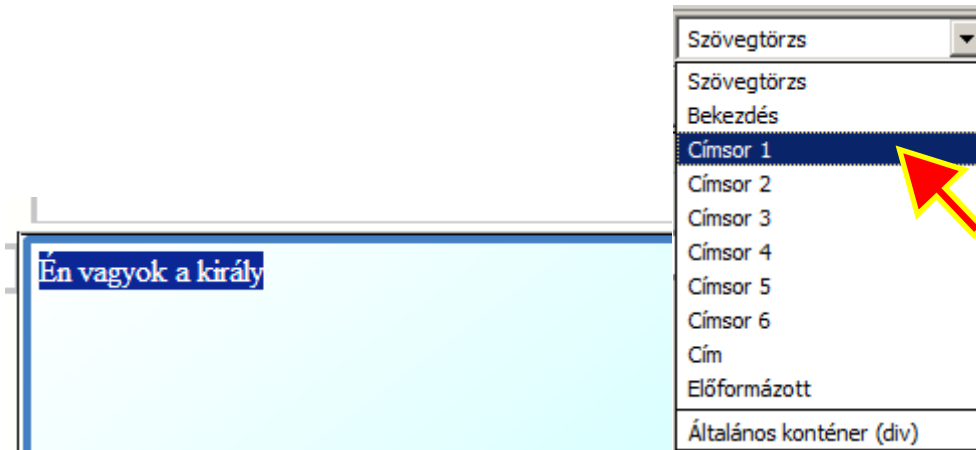 Szövegtörzs
Szövegtörzs
Bekezdés
Címsor 1
Címsor 2
Címsor 3
Címsor 4
Címsor 5
Címsor 6
Cím
Előformázott
Általános konténer (div)
Én vagyok a király